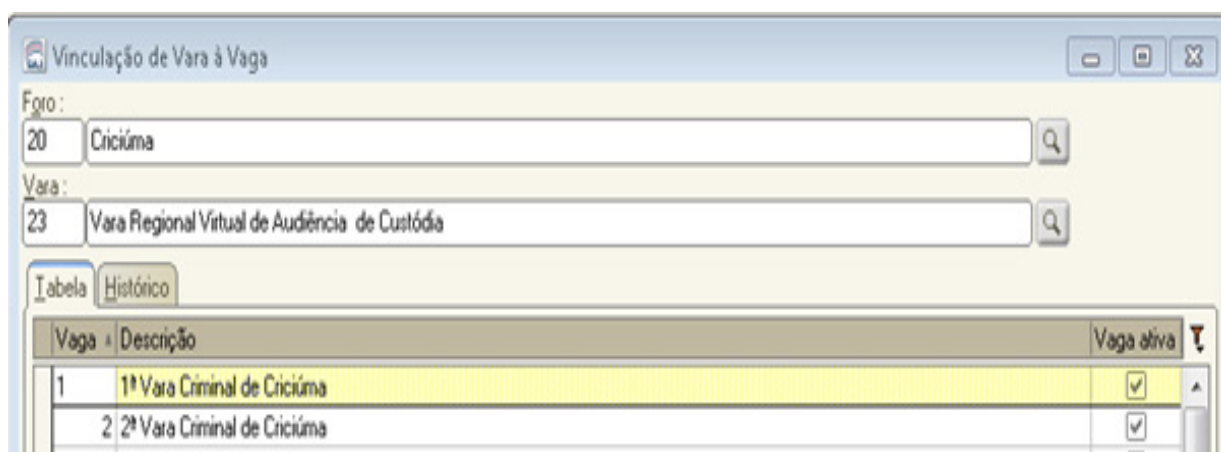 Vinculação de Vara à Vaga
Foro :
20 Criciúma
Vara :
23 Vara Regional Virtual de Audiência de Custódia
Tabela Histórico
Vaga Descrição Vaga ativa
1 1ª Vara Criminal de Criciúma
2 2ª Vara Criminal de Criciúma